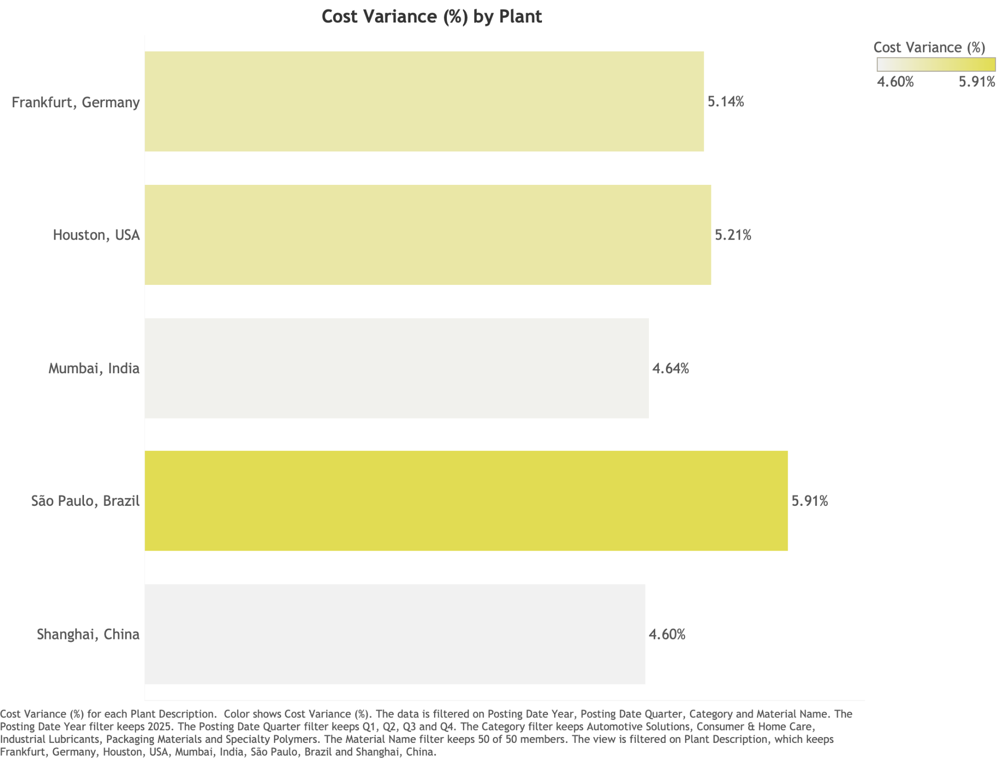 Cost Variance (%) by Plant
Cost Variance (%)
4.60% 5.91%
Frankfurt, Germany 5.14%
Houston, USA 5.21%
Mumbai, India 4.64%
São Paulo, Brazil 5.91%
Shanghai, China 4.60%
Cost Variance (%) for each Plant Description.  Color shows Cost Variance (%). The data is filtered on Posting Date Year, Posting Date Quarter, Category and Material Name. The
Posting Date Year filter keeps 2025. The Posting Date Quarter filter keeps Q1, Q2, Q3 and Q4. The Category filter keeps Automotive Solutions, Consumer & Home Care,
Industrial Lubricants, Packaging Materials and Specialty Polymers. The Material Name filter keeps 50 of 50 members. The view is filtered on Plant Description, which keeps
Frankfurt, Germany, Houston, USA, Mumbai, India, São Paulo, Brazil and Shanghai, China.